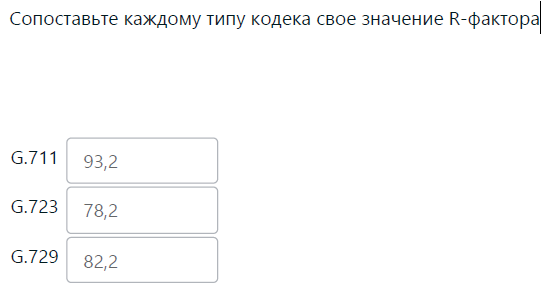 Сопоставьте каждому типу кодека свое значение R-фактора
G.711 93,2
G.723 78,2
G.729 82,2